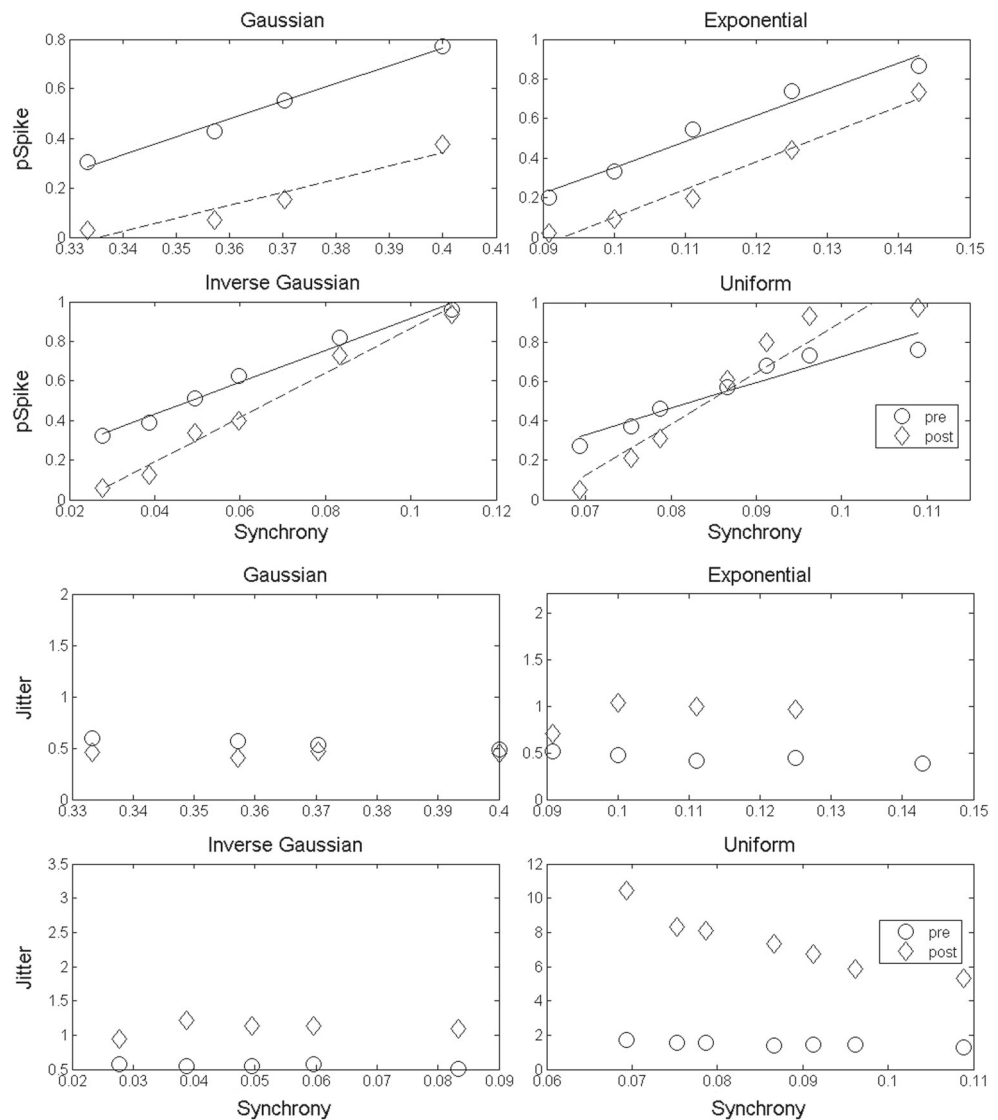 Gaussian
Exponential
pSpike
0.8
0.6
0.4
0.2
0
0.33 0.34 0.35 0.36 0.37 0.38 0.39 0.4 0.41
1
0.8
0.6
0.4
0.2
0
0.09 0.1 0.11 0.12 0.13 0.14 0.15
Inverse Gaussian
Uniform
pSpike
1
0.8
0.6
0.4
0.2
0
0.02 0.04 0.06 0.08 0.1 0.12
Synchrony
1
0.8
0.6
0.4
0.2
0
0.07 0.08 0.09 0.1 0.11
Synchrony
pre
post
Gaussian
Exponential
Jitter
2
1.5
1
0.5
0
0.33 0.34 0.35 0.36 0.37 0.38 0.39 0.4
2
1.5
1
0.5
0
0.09 0.1 0.11 0.12 0.13 0.14 0.15
Inverse Gaussian
Uniform
Jitter
3.5
3
2.5
2
1.5
1
0.5
0.02 0.03 0.04 0.05 0.06 0.07 0.08 0.09
Synchrony
12
10
8
6
4
2
0
0.06 0.07 0.08 0.09 0.1 0.11
Synchrony
pre
post